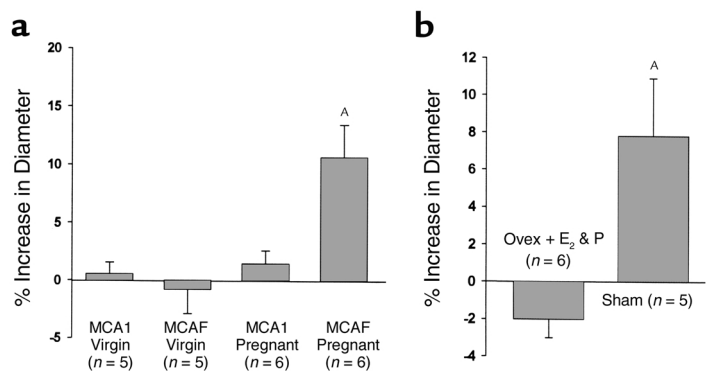 a
% Increase in Diameter
20
15
10
5
0
-5
A
MCA1 Virgin (n = 5)
MCAF Virgin (n = 5)
MCA1 Pregnant (n = 6)
MCAF Pregnant (n = 6)
b
% Increase in Diameter
12
10
8
6
4
2
0
-2
-4
A
Ovex + E₂ & P
(n = 6)
Sham (n = 5)